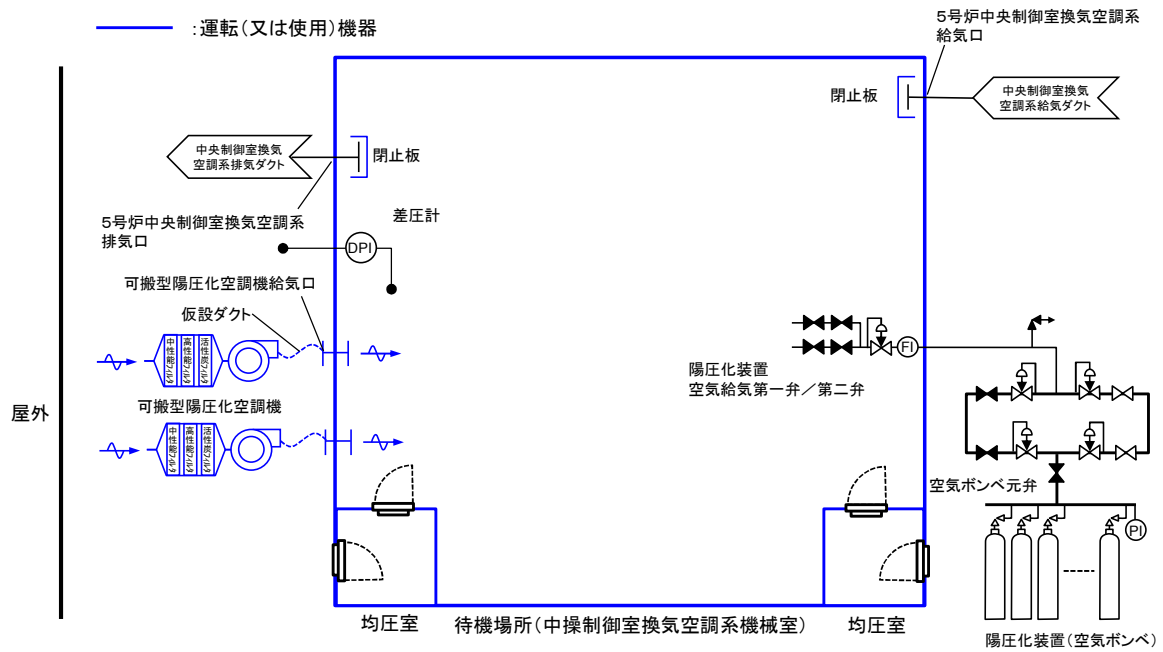 :運転(又は使用)機器
5号炉中央制御室換気空調系
給気口
閉止板
中央制御室換気
空調系給気ダクト
中央制御室換気
空調系排気ダクト
閉止板
5号炉中央制御室換気空調系
排気口
差圧計
DPI
可搬型陽圧化空調機給気口
仮設ダクト
中性能フィルタ
高性能フィルタ
活性炭フィルタ
FI
陽圧化装置
空気給気第一弁/第二弁
屋外
可搬型陽圧化空調機
中性能フィルタ
高性能フィルタ
活性炭フィルタ
空気ボンベ元弁
PI
均圧室
待機場所(中操制御室換気空調系機械室)
均圧室
陽圧化装置(空気ボンベ)